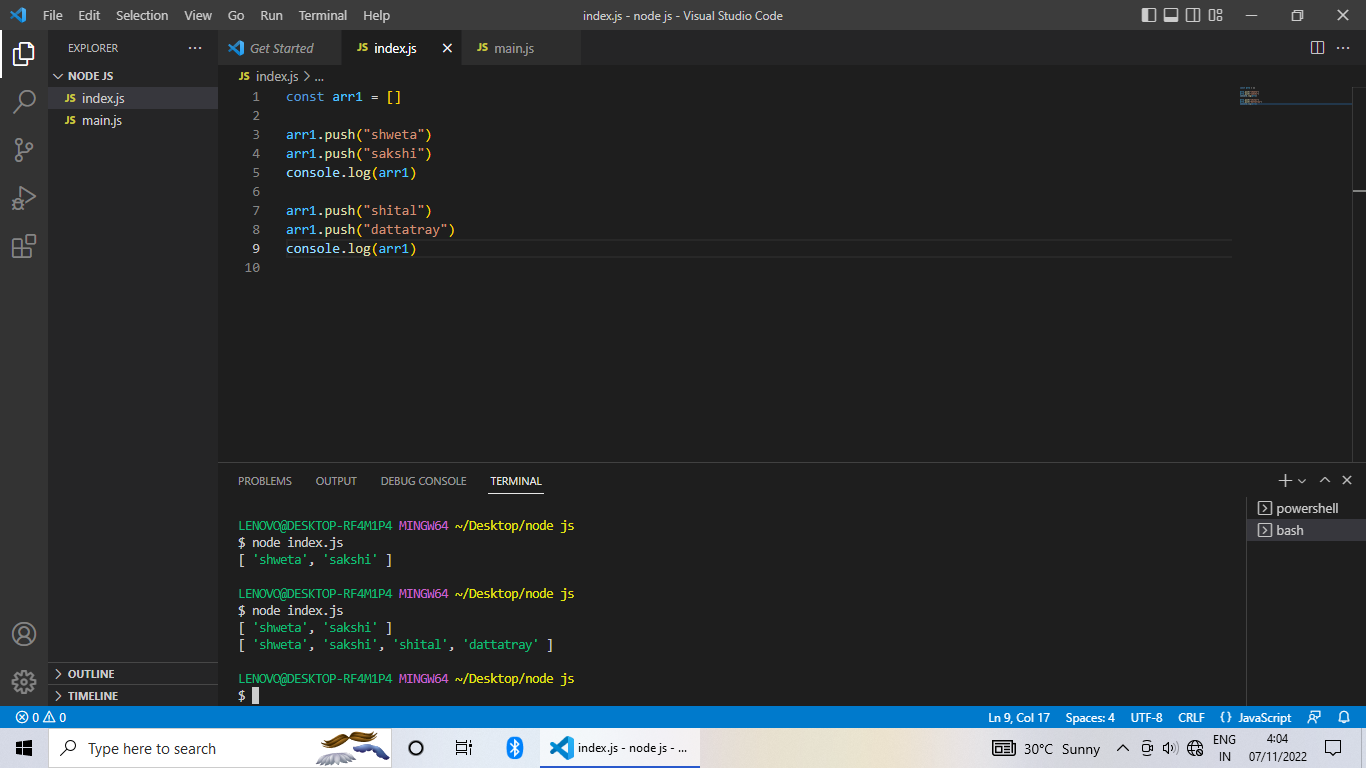 File Edit Selection View Go Run Terminal Help index.js - node js - Visual Studio Code
EXPLORER ...
Get Started JS index.js JS main.js
NODE JS
JS index.js
JS main.js
JS index.js > ...
1 const arr1 = []
2
3 arr1.push("shweta")
4 arr1.push("sakshi")
5 console.log(arr1)
6
7 arr1.push("shital")
8 arr1.push("dattatray")
9 console.log(arr1)
10
PROBLEMS OUTPUT DEBUG CONSOLE TERMINAL
powershell
bash
LENOVO@DESKTOP-RF4M1P4 MINGW64 ~/Desktop/node js
$ node index.js
[ 'shweta', 'sakshi' ]
LENOVO@DESKTOP-RF4M1P4 MINGW64 ~/Desktop/node js
$ node index.js
[ 'shweta', 'sakshi' ]
[ 'shweta', 'sakshi', 'shital', 'dattatray' ]
LENOVO@DESKTOP-RF4M1P4 MINGW64 ~/Desktop/node js
$
OUTLINE
TIMELINE
0 0 Ln 9, Col 17 Spaces: 4 UTF-8 CRLF {} JavaScript
Type here to search index.js - node js - ... 30°C Sunny ENG IN 4:04 07/11/2022